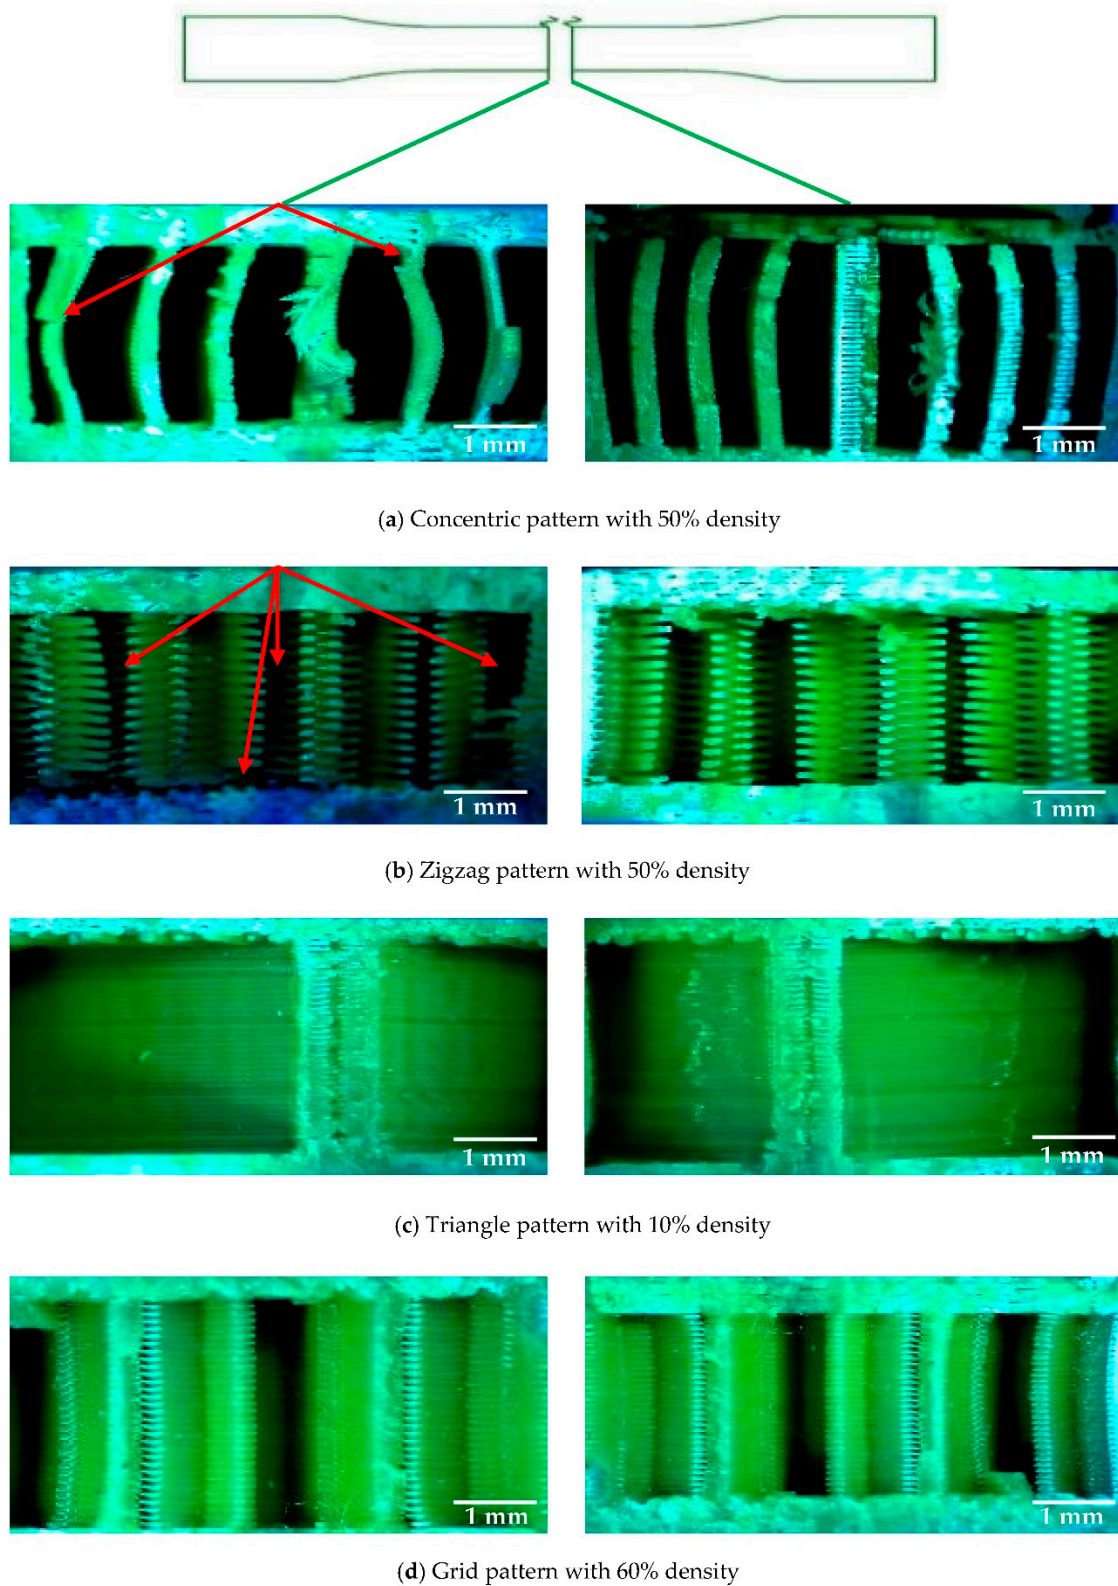 1 mm
1 mm
(a) Concentric pattern with 50% density
1 mm
1 mm
(b) Zigzag pattern with 50% density
1 mm
1 mm
(c) Triangle pattern with 10% density
1 mm
1 mm
(d) Grid pattern with 60% density